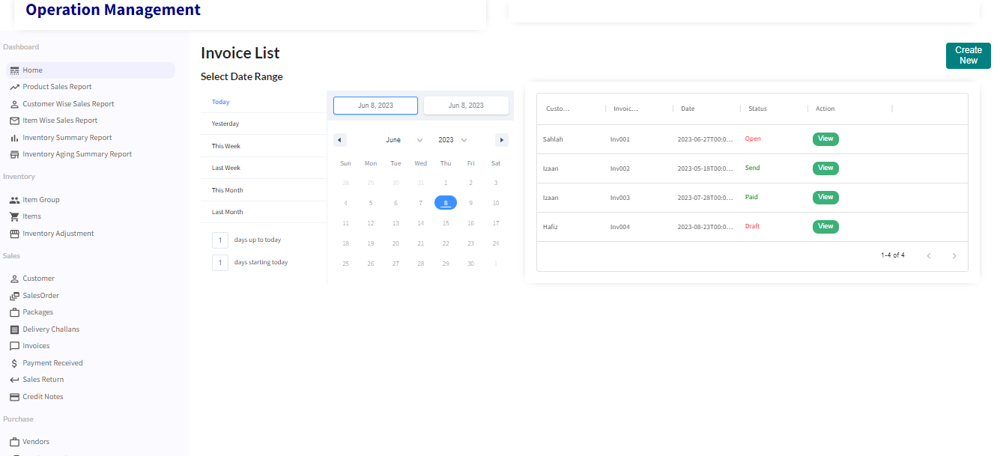 Operation Management
Dashboard
Home
Product Sales Report
Customer Wise Sales Report
Item Wise Sales Report
Inventory Summary Report
Inventory Aging Summary Report
Inventory
Item Group
Items
Inventory Adjustment
Sales
Customer
SalesOrder
Packages
Delivery Challans
Invoices
Payment Received
Sales Return
Credit Notes
Purchase
Vendors
Invoice List
Create
New
Select Date Range
Today
Yesterday
This Week
Last Week
This Month
Last Month
1 days up to today
1 days starting today
Jun 8, 2023 Jun 8, 2023
June 2023
Sun Mon Tue Wed Thu Fri Sat
28 29 30 31 1 2 3
4 5 6 7 8 9 10
11 12 13 14 15 16 17
18 19 20 21 22 23 24
25 26 27 28 29 30 1
Custo... Invoic... Date Status Action
Sahlah Inv001 2023-06-27T00:0... Open View
Izaan Inv002 2023-05-18T00:0... Send View
Izaan Inv003 2023-07-28T00:0... Paid View
Hafiz Inv004 2023-08-23T00:0... Draft View
1-4 of 4